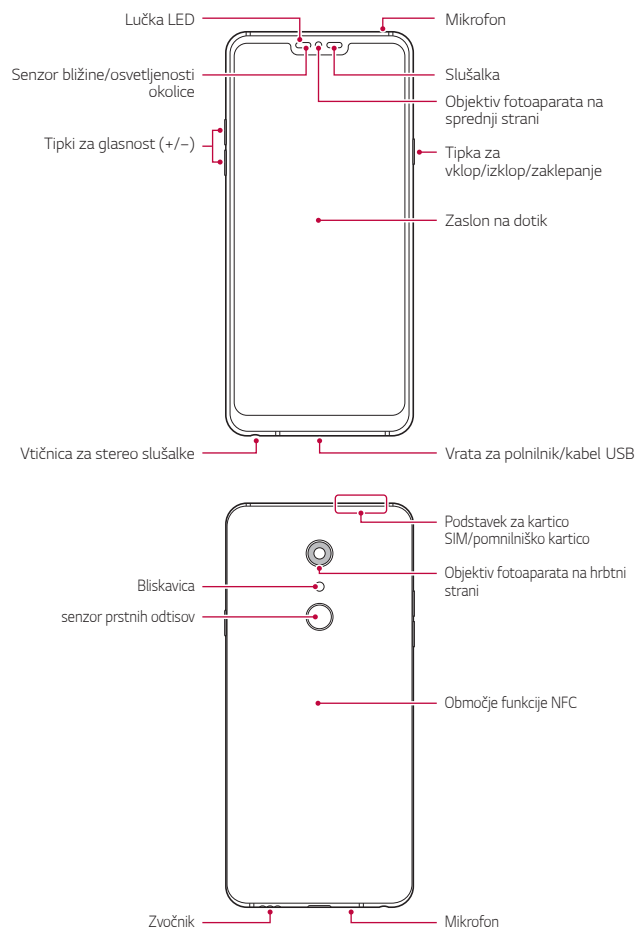 Lučka LED
Mikrofon
Senzor bližine/osvetljenosti
okolice
Slušalka
Objektiv fotoaparata na
sprednji strani
Tipki za glasnost (+/–)
Tipka za
vklop/izklop/zaklepanje
Zaslon na dotik
Vtičnica za stereo slušalke
Vrata za polnilnik/kabel USB
Podstavek za kartico
SIM/pomnilniško kartico
Objektiv fotoaparata na hrbtni
strani
Bliskavica
senzor prstnih odtisov
Območje funkcije NFC
Zvočnik
Mikrofon